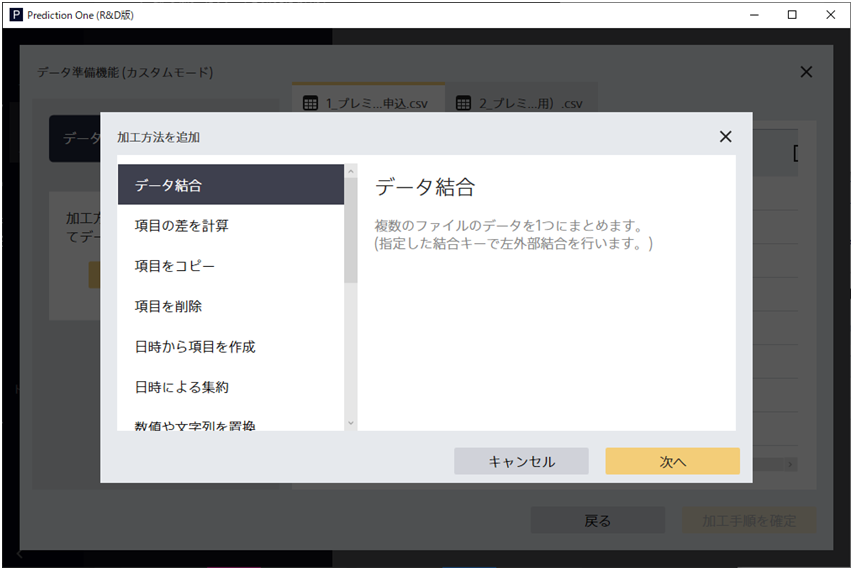 Prediction One (R&D版)
データ準備機能 (カスタムモード)
1_プレミ...申込.csv
2_プレミ...用）.csv
データ
加工方法を追加
データ結合
項目の差を計算
項目をコピー
項目を削除
日時から項目を作成
日時による集約
数値や文字列を置換
データ結合
複数のファイルのデータを1つにまとめます。
(指定した結合キーで左外部結合を行います。)
加工方
てデー
キャンセル
次へ
戻る
加工手順を確定